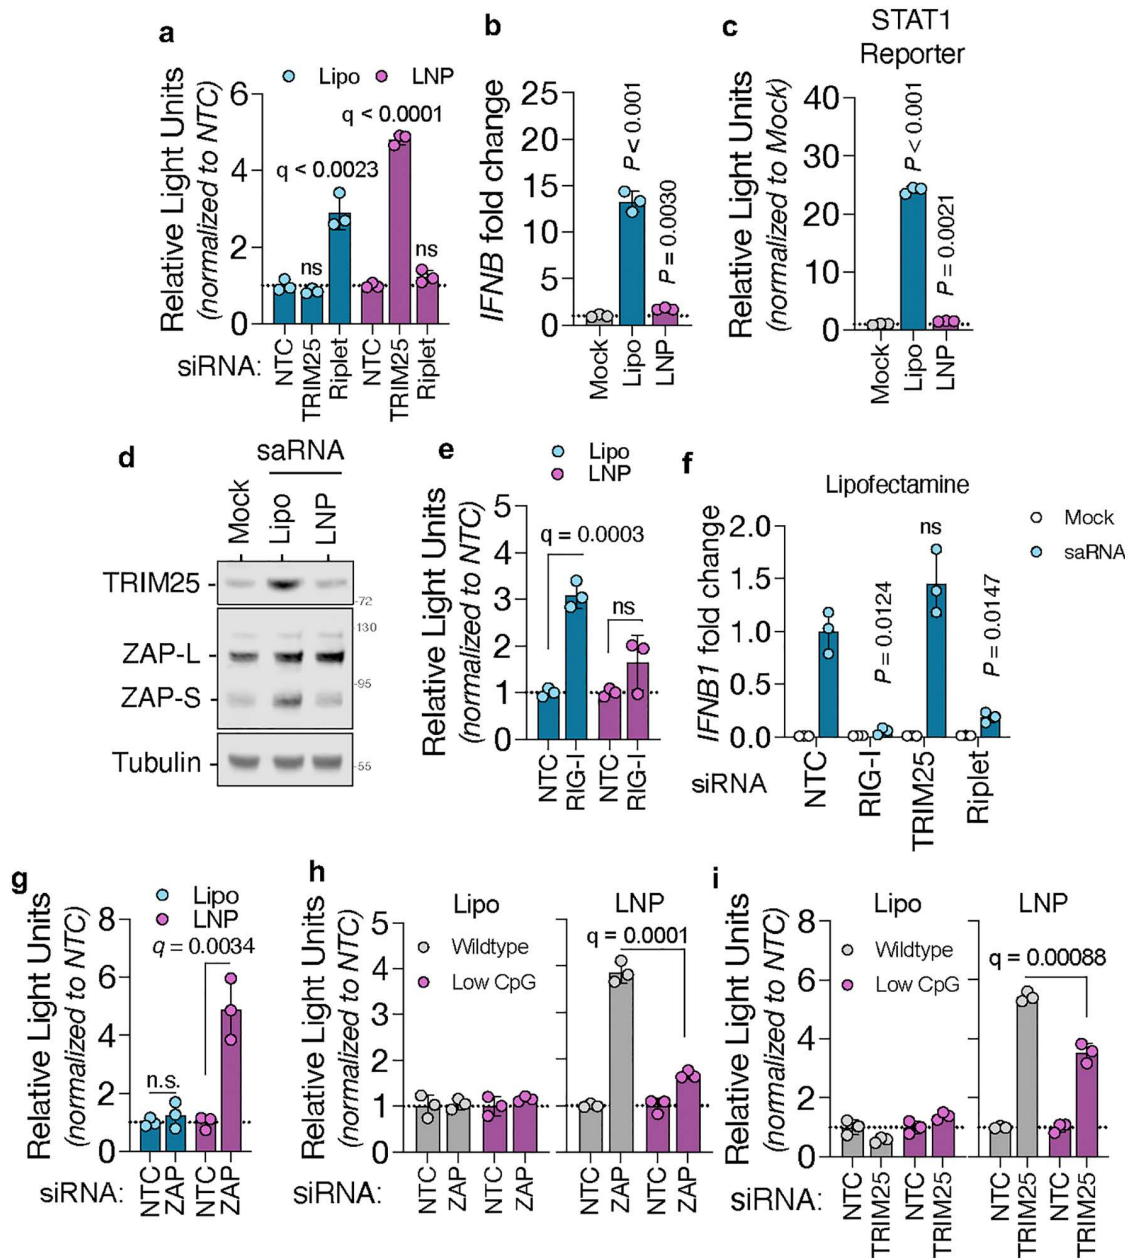 a
Lipo LNP
q < 0.0001
q < 0.0023
ns
ns
Relative Light Units
(normalized to NTC)
6
4
2
0
siRNA:
NTC
TRIM25
Riplet
NTC
TRIM25
Riplet
b
IFNB fold change
25
20
15
10
5
0
P < 0.001
P = 0.0030
Mock
Lipo
LNP
c
STAT1
Reporter
Relative Light Units
(normalized to Mock)
40
30
20
10
0
P < 0.001
P = 0.0021
Mock
Lipo
LNP
d
saRNA
Mock
Lipo
LNP
TRIM25
-72
130
ZAP-L
-95
ZAP-S
Tubulin
-55
e
Lipo
LNP
Relative Light Units
(normalized to NTC)
5
4
3
2
1
0
q = 0.0003
ns
NTC
RIG-I
NTC
RIG-I
f
Lipofectamine
Mock
saRNA
IFNB1 fold change
2.0
1.5
1.0
0.5
0.0
ns
P = 0.0124
P = 0.0147
siRNA
NTC
RIG-I
TRIM25
Riplet
g
Lipo
LNP
q = 0.0034
n.s.
Relative Light Units
(normalized to NTC)
8
6
4
2
0
siRNA:
NTC
ZAP
NTC
ZAP
h
Lipo
LNP
Wildtype
Low CpG
q = 0.0001
Relative Light Units
(normalized to NTC)
5
4
3
2
1
0
siRNA:
NTC
ZAP
NTC
ZAP
NTC
ZAP
NTC
ZAP
i
Lipo
LNP
Wildtype
Low CpG
q = 0.00088
Relative Light Units
(normalized to NTC)
8
6
4
2
0
siRNA:
NTC
TRIM25
NTC
TRIM25
NTC
TRIM25
NTC
TRIM25